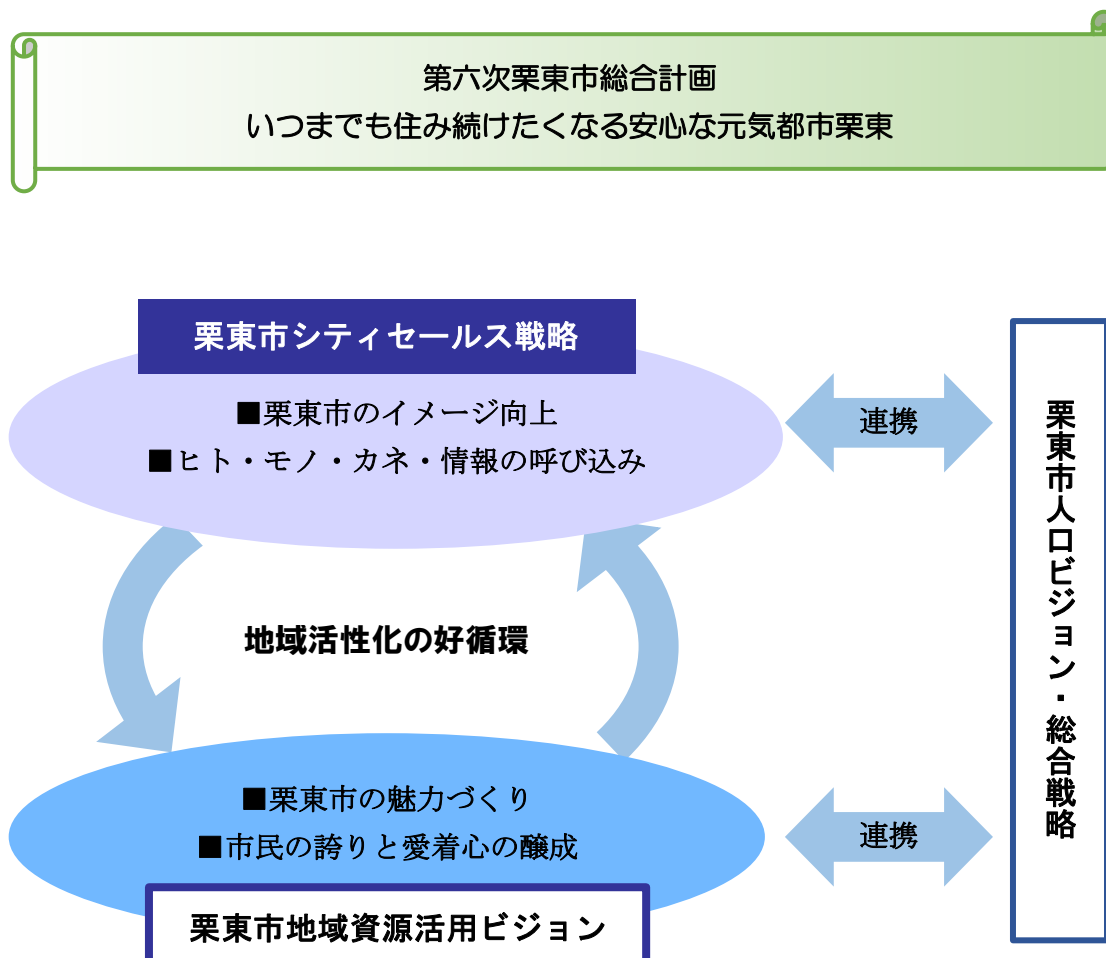 第六次栗東市総合計画
いつまでも住み続けたくなる安心な元気都市栗東
栗東市シティセールス戦略
■栗東市のイメージ向上
■ヒト・モノ・カネ・情報の呼び込み
連携
地域活性化の好循環
■栗東市の魅力づくり
■市民の誇りと愛着心の醸成
連携
栗東市地域資源活用ビジョン
栗東市人口ビジョン・総合戦略